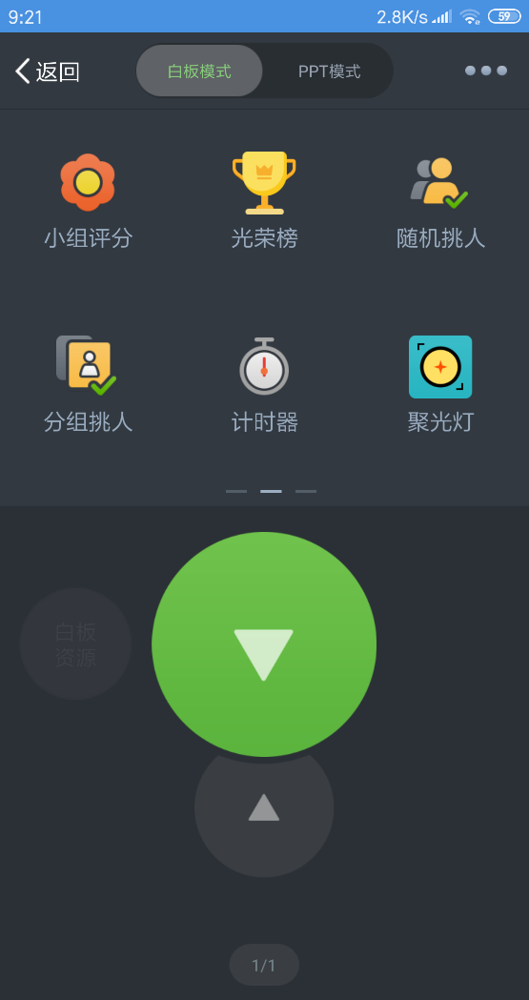 9:21
2.8K/s
59
返回
白板模式
PPT模式
小组评分
光荣榜
随机挑人
分组挑人
计时器
聚光灯
白板
资源
1/1